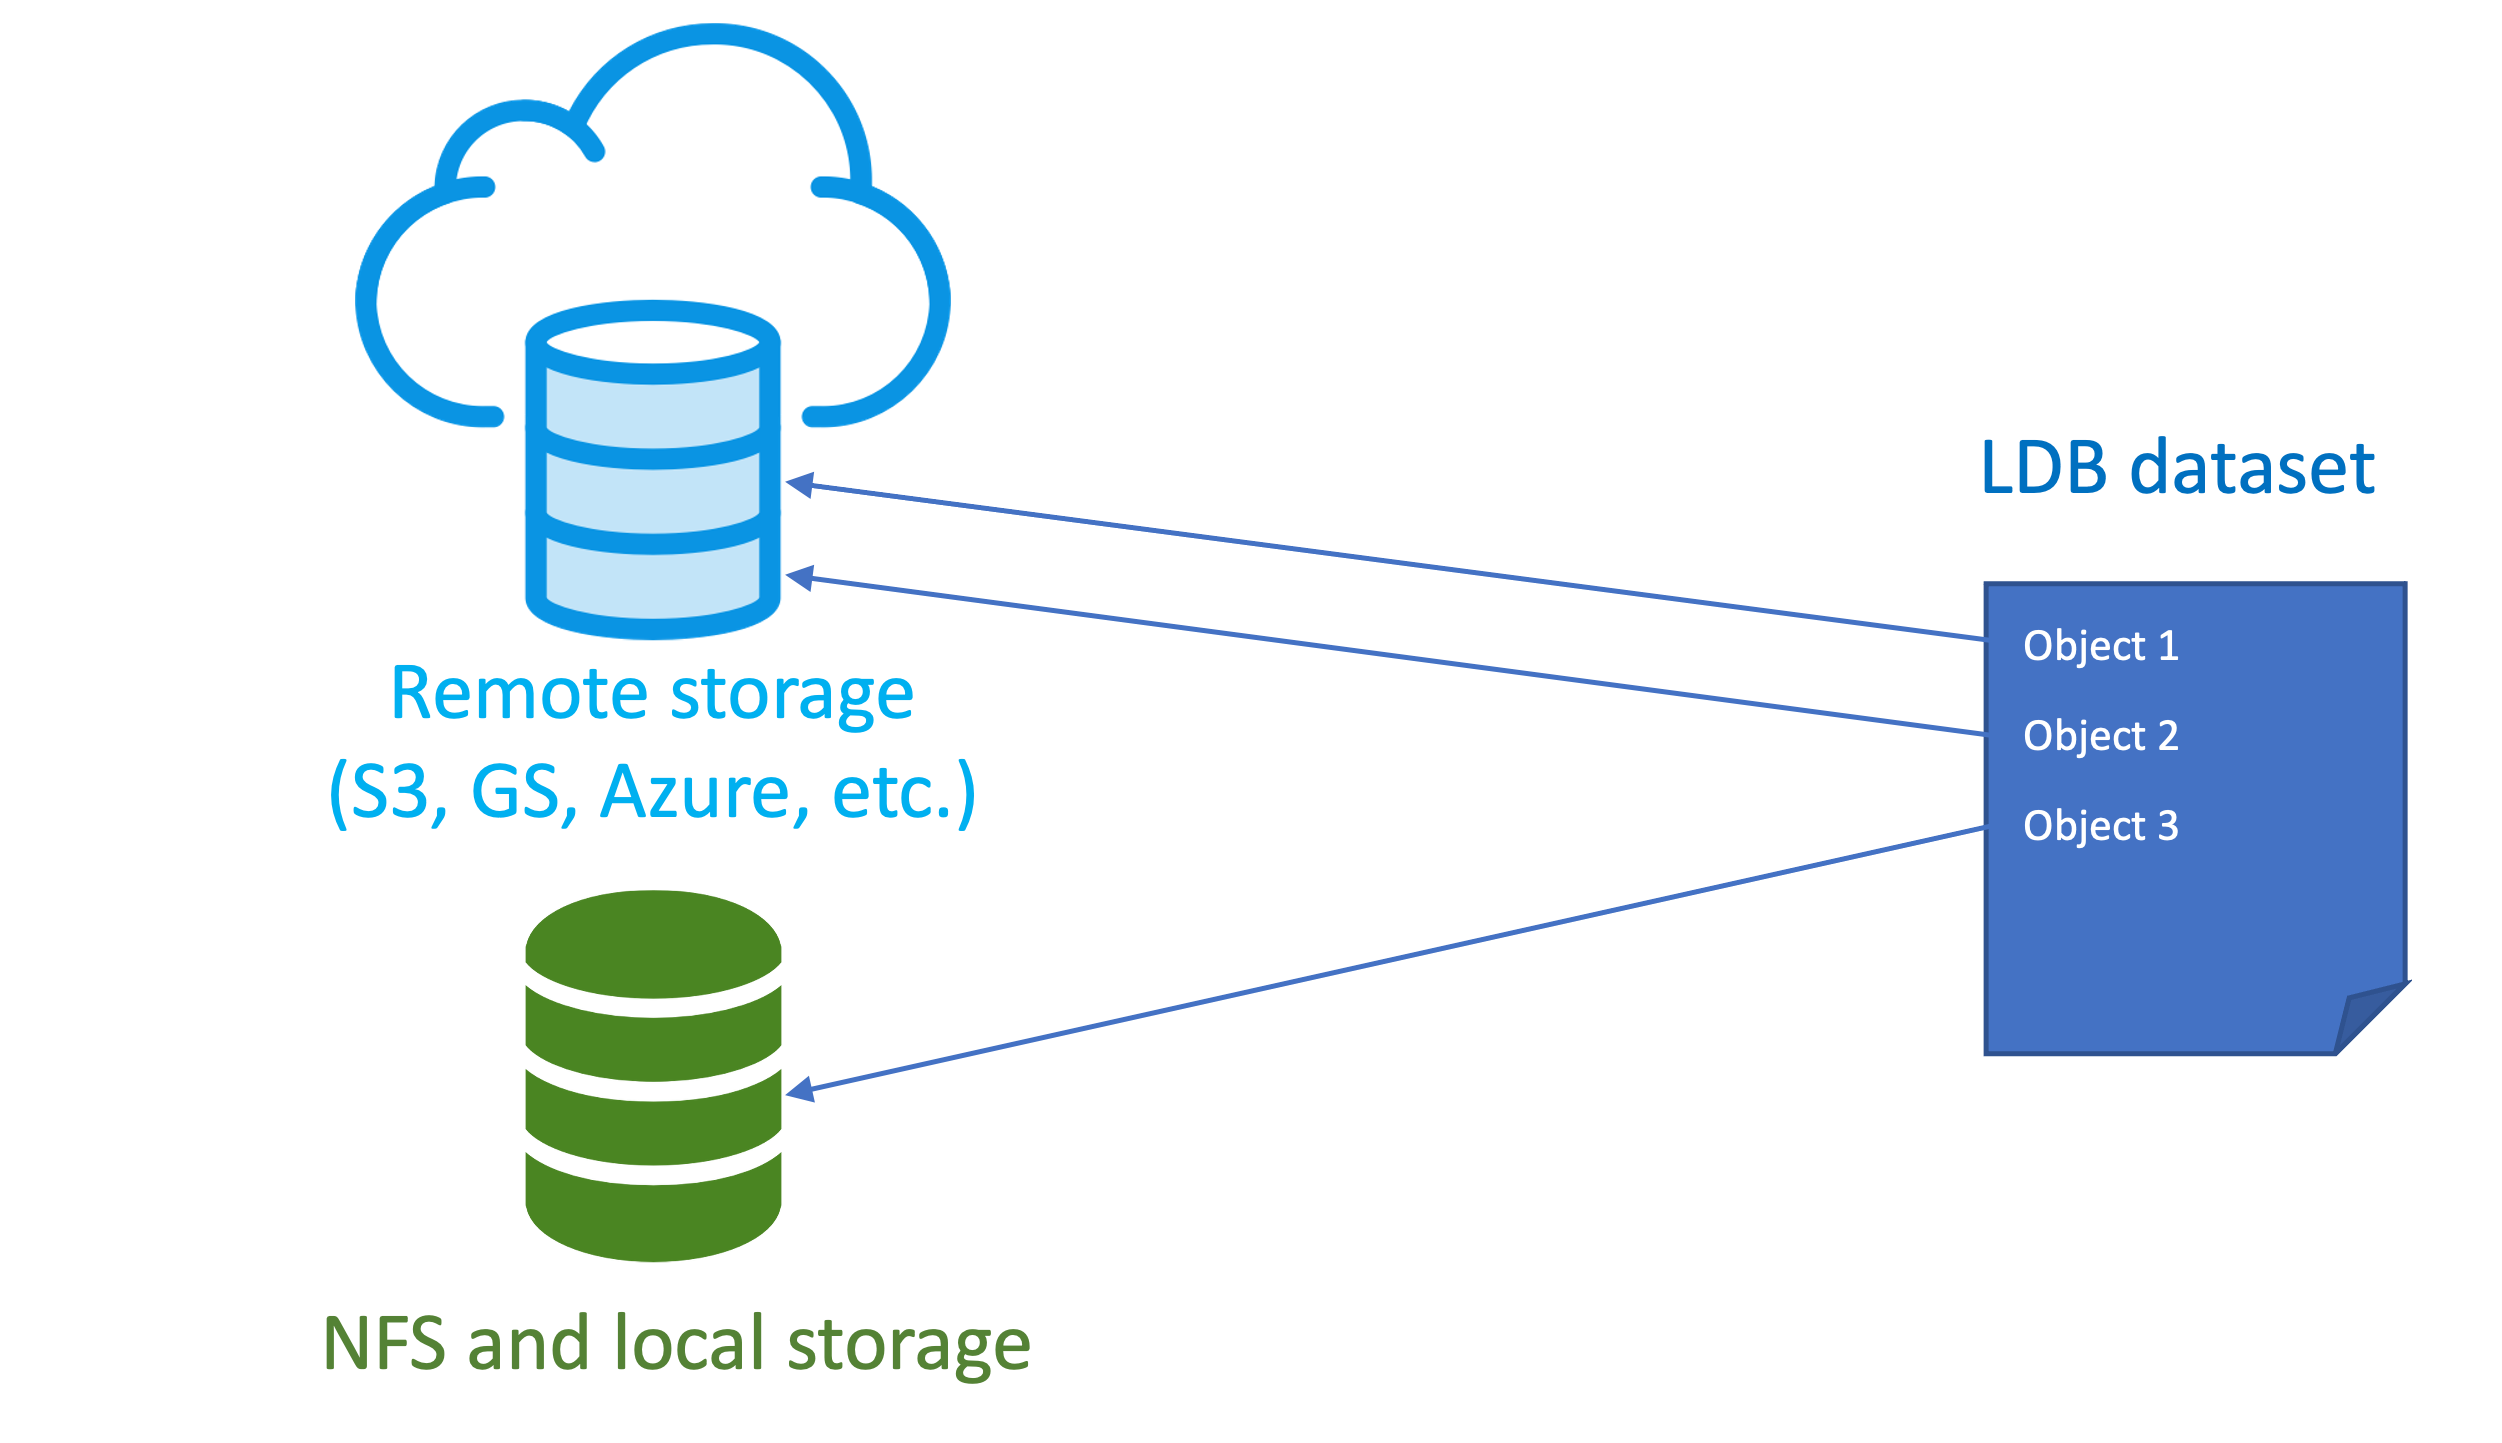 Remote storage
(S3, GS, Azure, etc.)
NFS and local storage
LDB dataset
Object 1
Object 2
Object 3